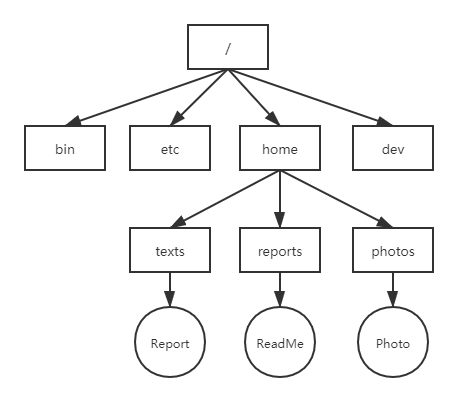 /
bin
etc
home
dev
texts
reports
photos
Report
ReadMe
Photo